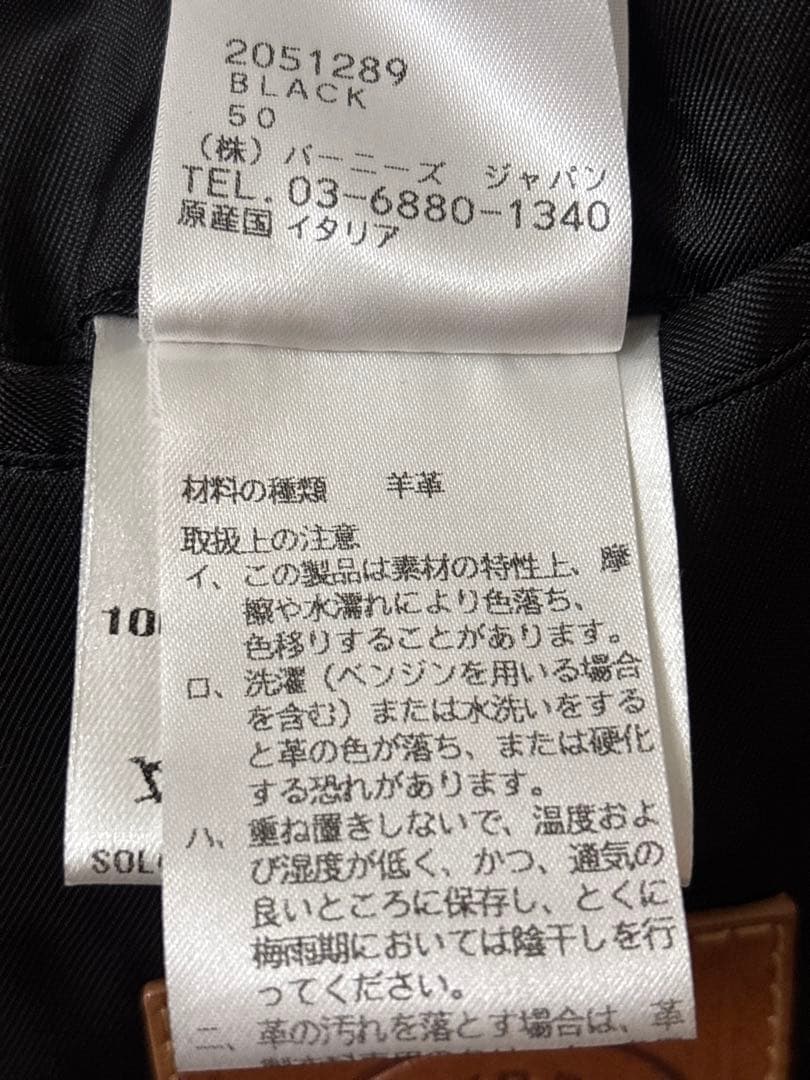 2051289
BLACK
50
（株）バーニーズ ジャパン
TEL.03-6880-1340
原産国 イタリア
材料の種類 羊革
取扱上の注意
イ、この製品は素材の特性上、摩
擦や水濡れにより色落ち、
色移りすることがあります。
ロ、洗濯（ベンジンを用いる場合
を含む）または水洗いをする
と革の色が落ち、または硬化
する恐れがあります。
ハ、重ね置きしないで、温度およ
び湿度が低く、かつ、通気の
良いところに保存し、とくに
梅雨期においては陰干しを行
ってください。
ニ、革の汚れを落とす場合は、革
10
SOL